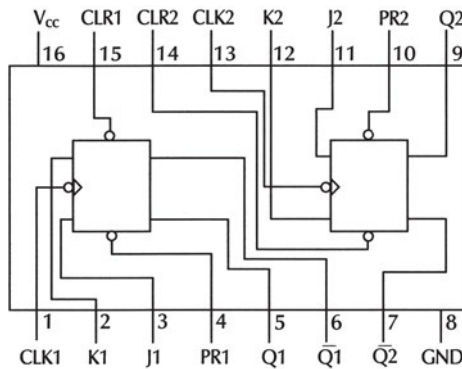 Vcc CLR1 CLR2 CLK2 K2 J2 PR2 Q2
16 15 14 13 12 11 10 9
1 2 3 4 5 6 7 8
CLK1 K1 J1 PR1 Q1 Q̅1 Q̅2 GND